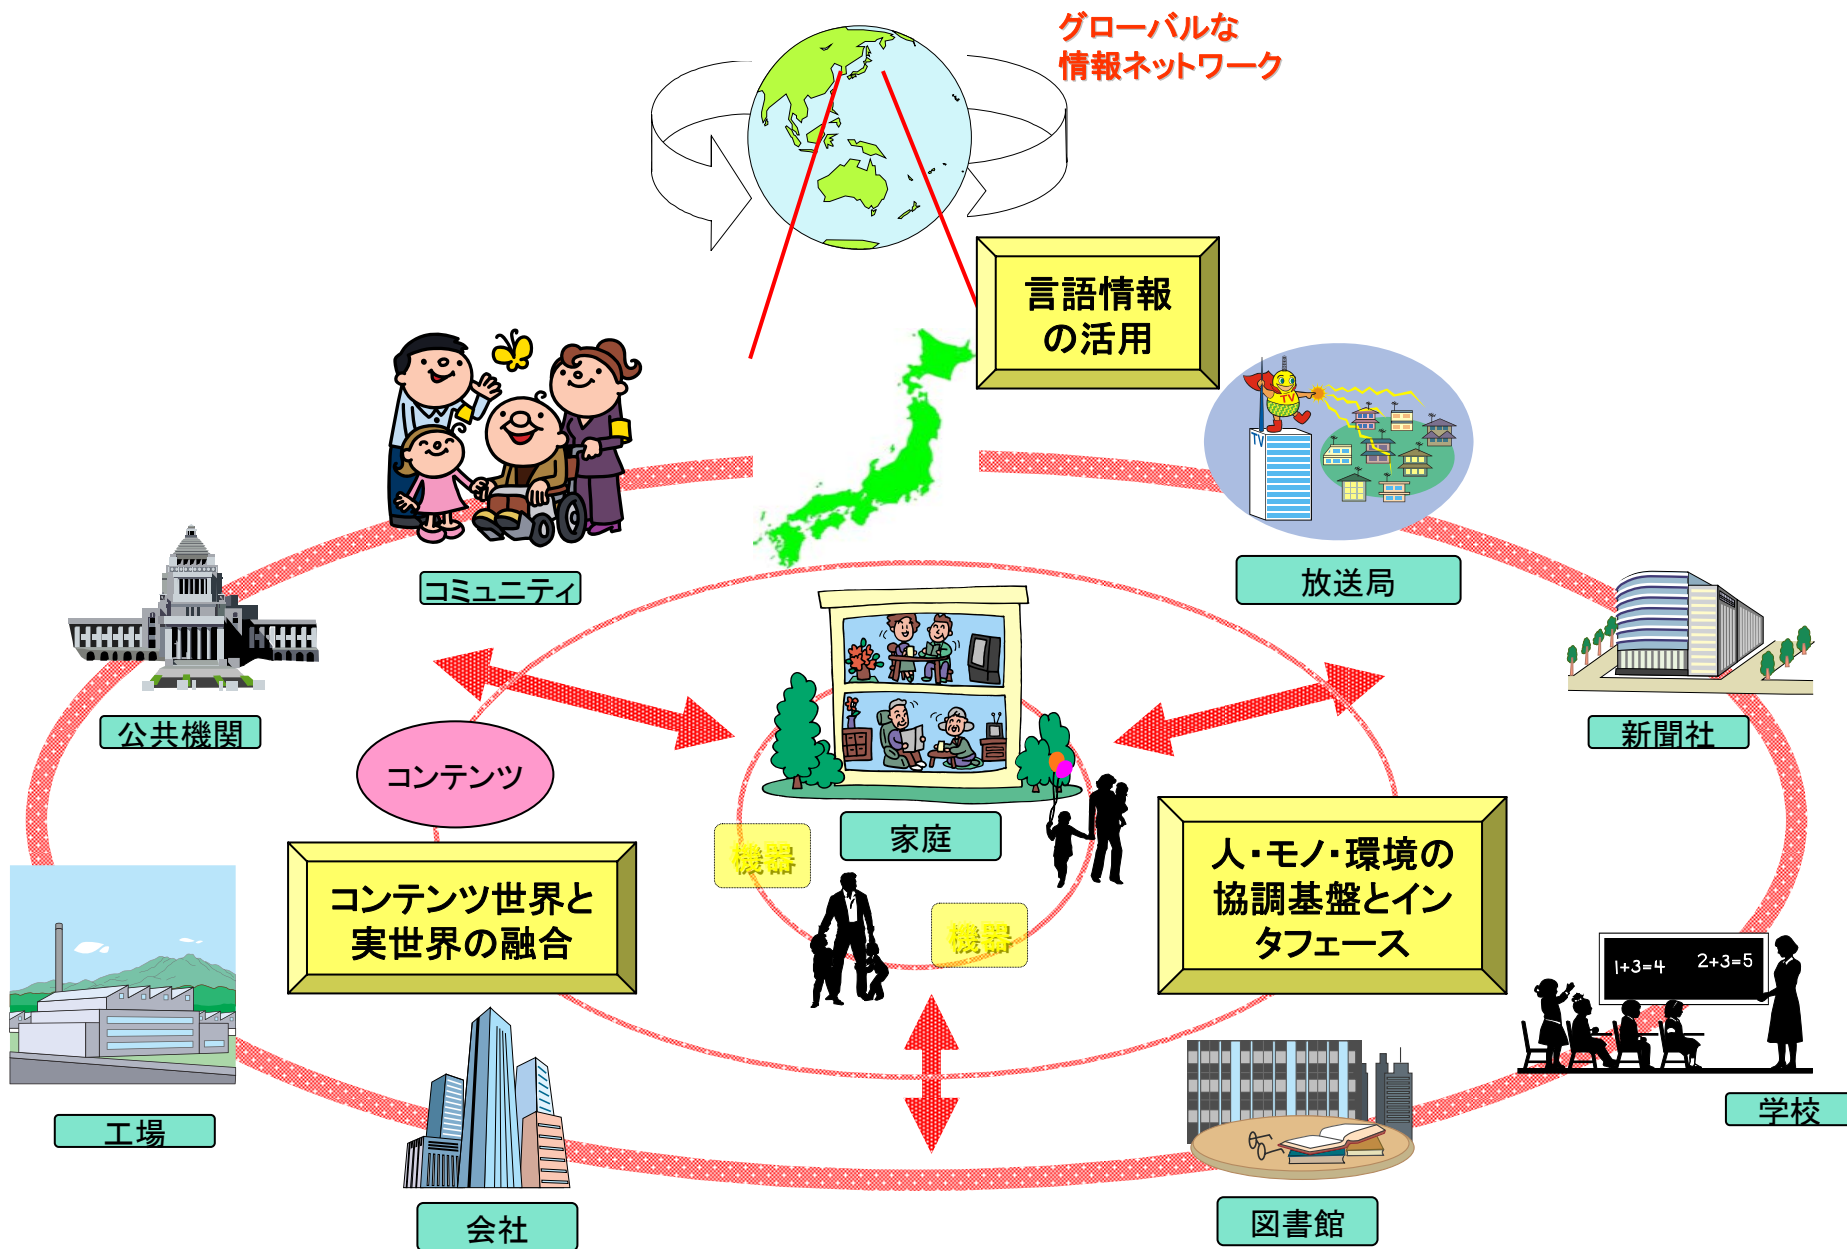 グローバルな
情報ネットワーク
言語情報
の活用
TV
TV
コミュニティ
放送局
公共機関
新聞社
コンテンツ
家庭
機器
機器
コンテンツ世界と
実世界の融合
人・モノ・環境の
協調基盤とイン
タフェース
1+3=4
2+3=5
工場
学校
会社
図書館